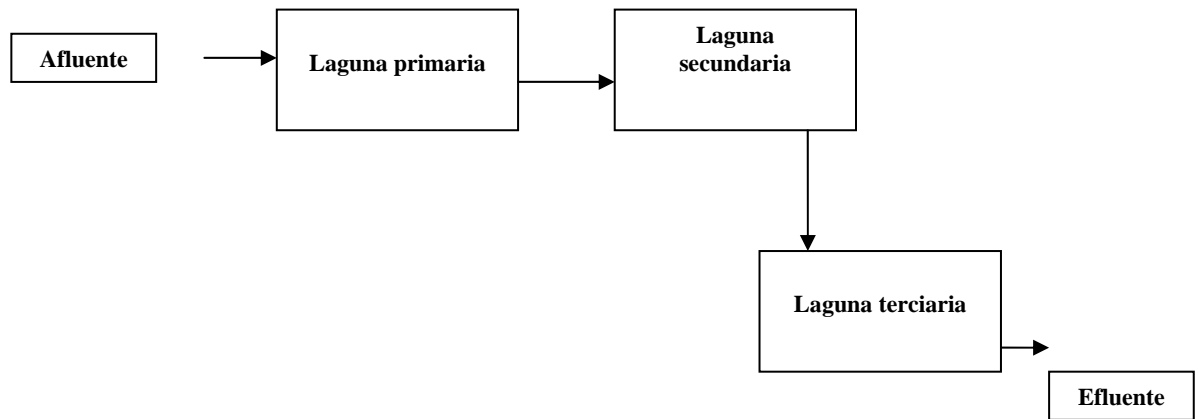 Afluente
Laguna primaria
Laguna
secundaria
Laguna terciaria
Efluente